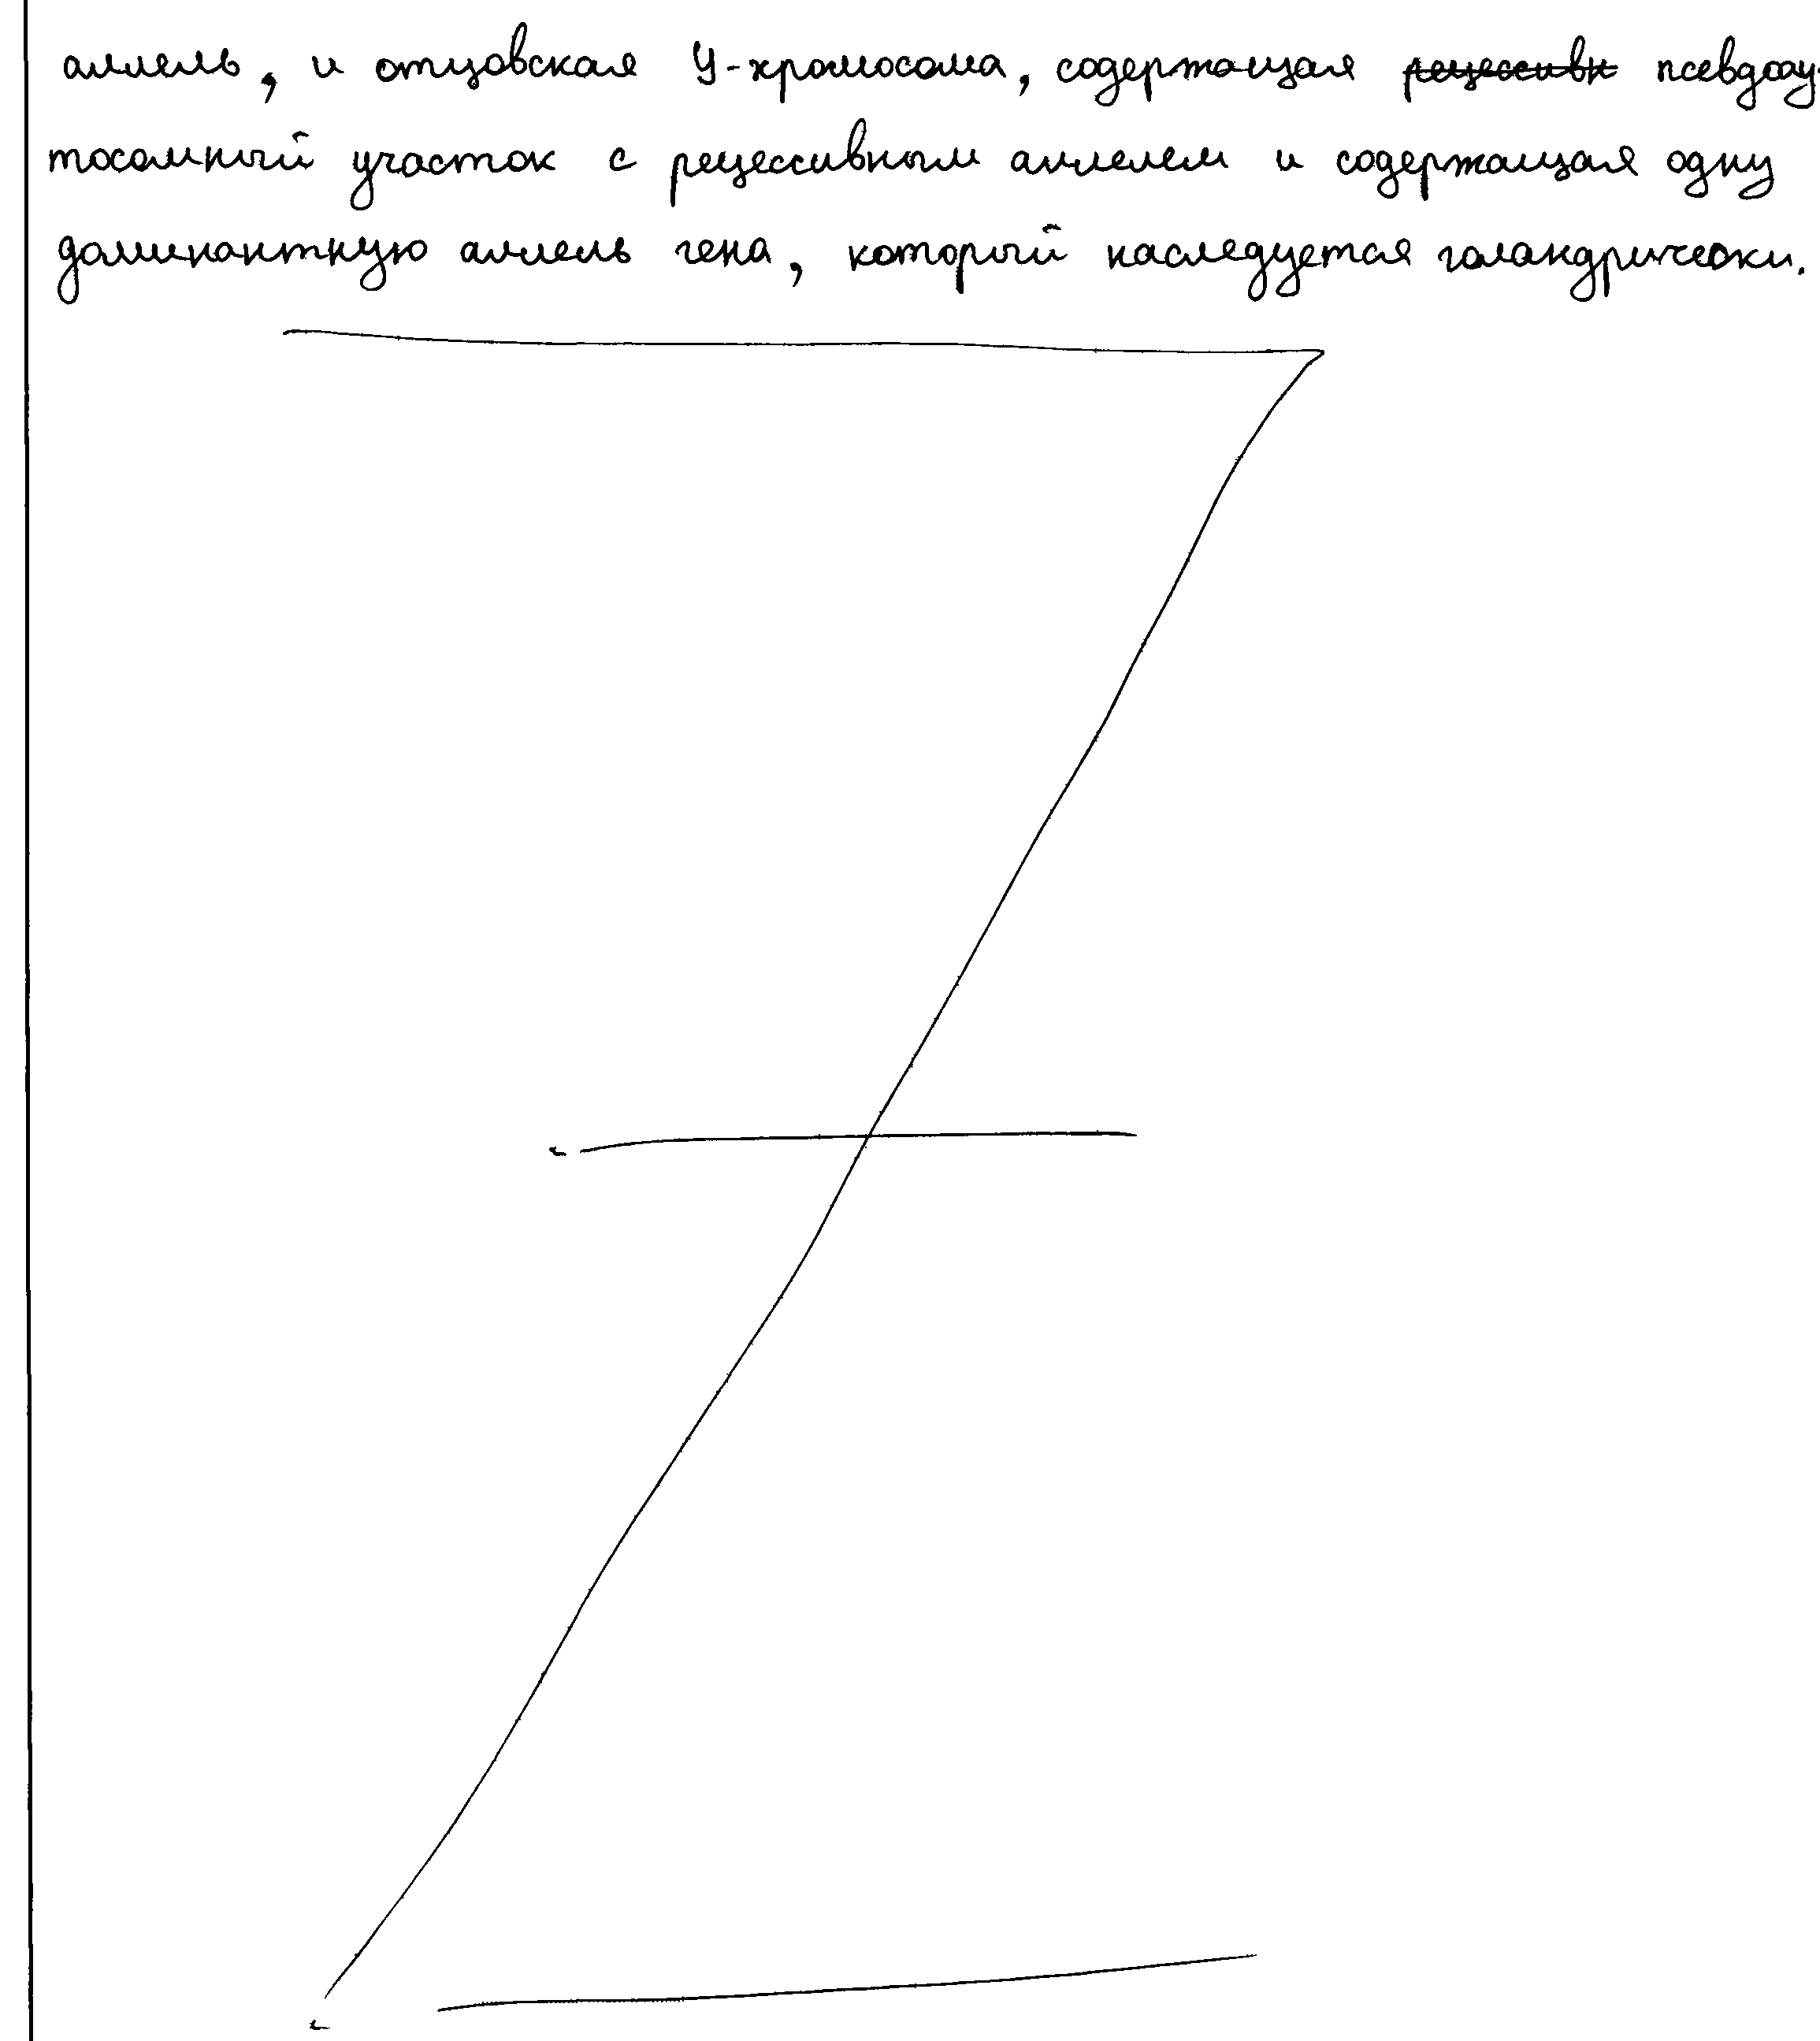 аллель, и отцовская У-хромосома, содержащая рецессивн псевдоау-
тосомный участок с рецессивным аллелем и содержащая одну
доминантную аллель гена, который наследуется голандрически.